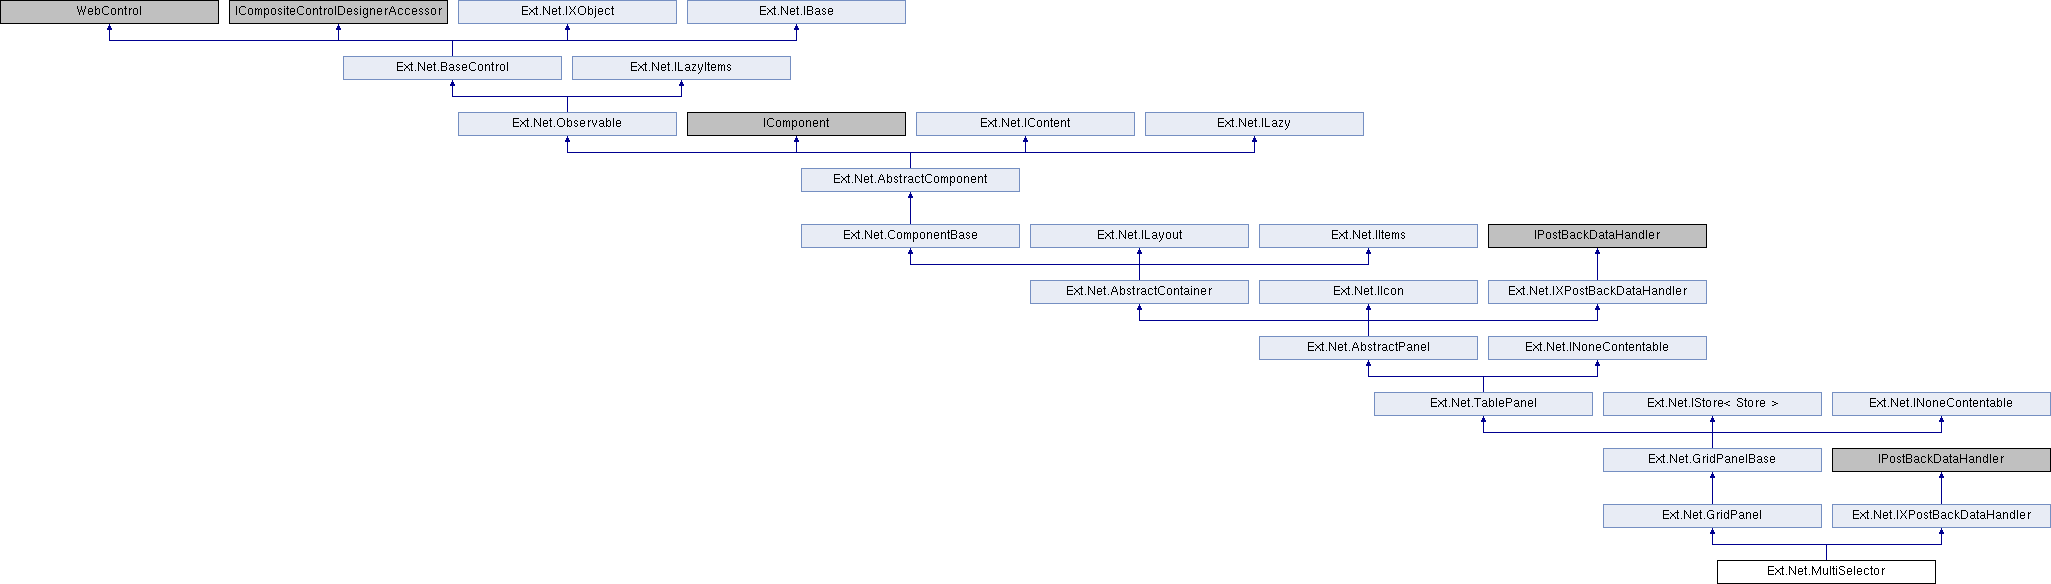 WebControl
ICompositeControlDesignerAccessor
Ext.Net.IXObject
Ext.Net.IBase
Ext.Net.BaseControl
Ext.Net.ILazyItems
Ext.Net.Observable
IComponent
Ext.Net.IContent
Ext.Net.ILazy
Ext.Net.AbstractComponent
Ext.Net.ComponentBase
Ext.Net.ILayout
Ext.Net.IItems
IPostBackDataHandler
Ext.Net.AbstractContainer
Ext.Net.IIcon
Ext.Net.IXPostBackDataHandler
Ext.Net.AbstractPanel
Ext.Net.INoneContentable
Ext.Net.TablePanel
Ext.Net.IStore< Store >
Ext.Net.INoneContentable
Ext.Net.GridPanelBase
IPostBackDataHandler
Ext.Net.GridPanel
Ext.Net.IXPostBackDataHandler
Ext.Net.MultiSelector